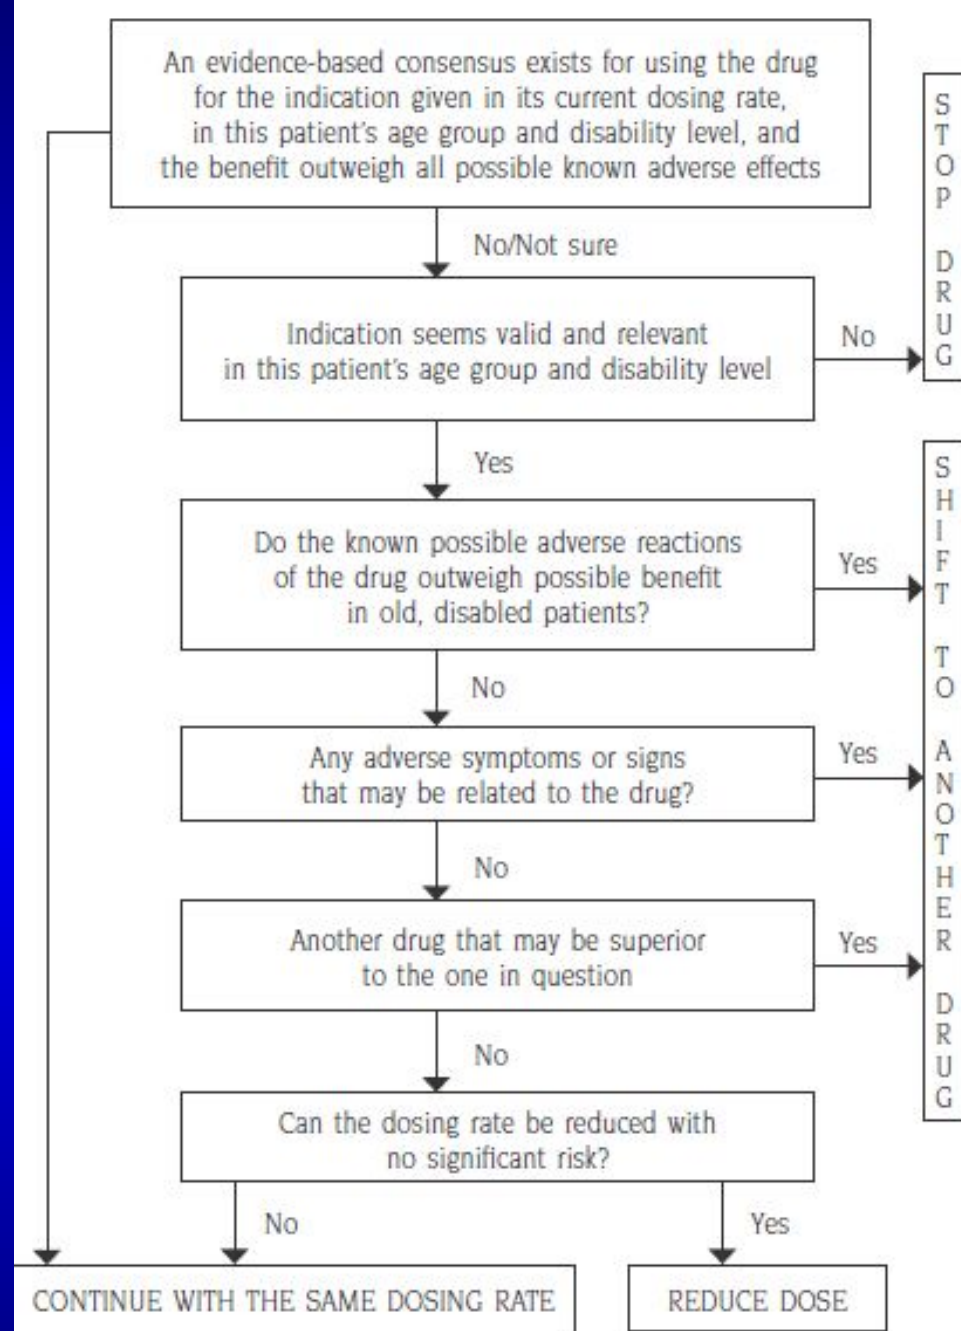 An evidence-based consensus exists for using the drug
for the indication given in its current dosing rate,
in this patient's age group and disability level, and
the benefit outweigh all possible known adverse effects
No/Not sure
Indication seems valid and relevant
in this patient's age group and disability level
No
STOP DRUG
Yes
Do the known possible adverse reactions
of the drug outweigh possible benefit
in old, disabled patients?
Yes
SHIFT TO ANOTHER DRUG
No
Any adverse symptoms or signs
that may be related to the drug?
Yes
No
Another drug that may be superior
to the one in question
Yes
No
Can the dosing rate be reduced with
no significant risk?
No
Yes
CONTINUE WITH THE SAME DOSING RATE
REDUCE DOSE